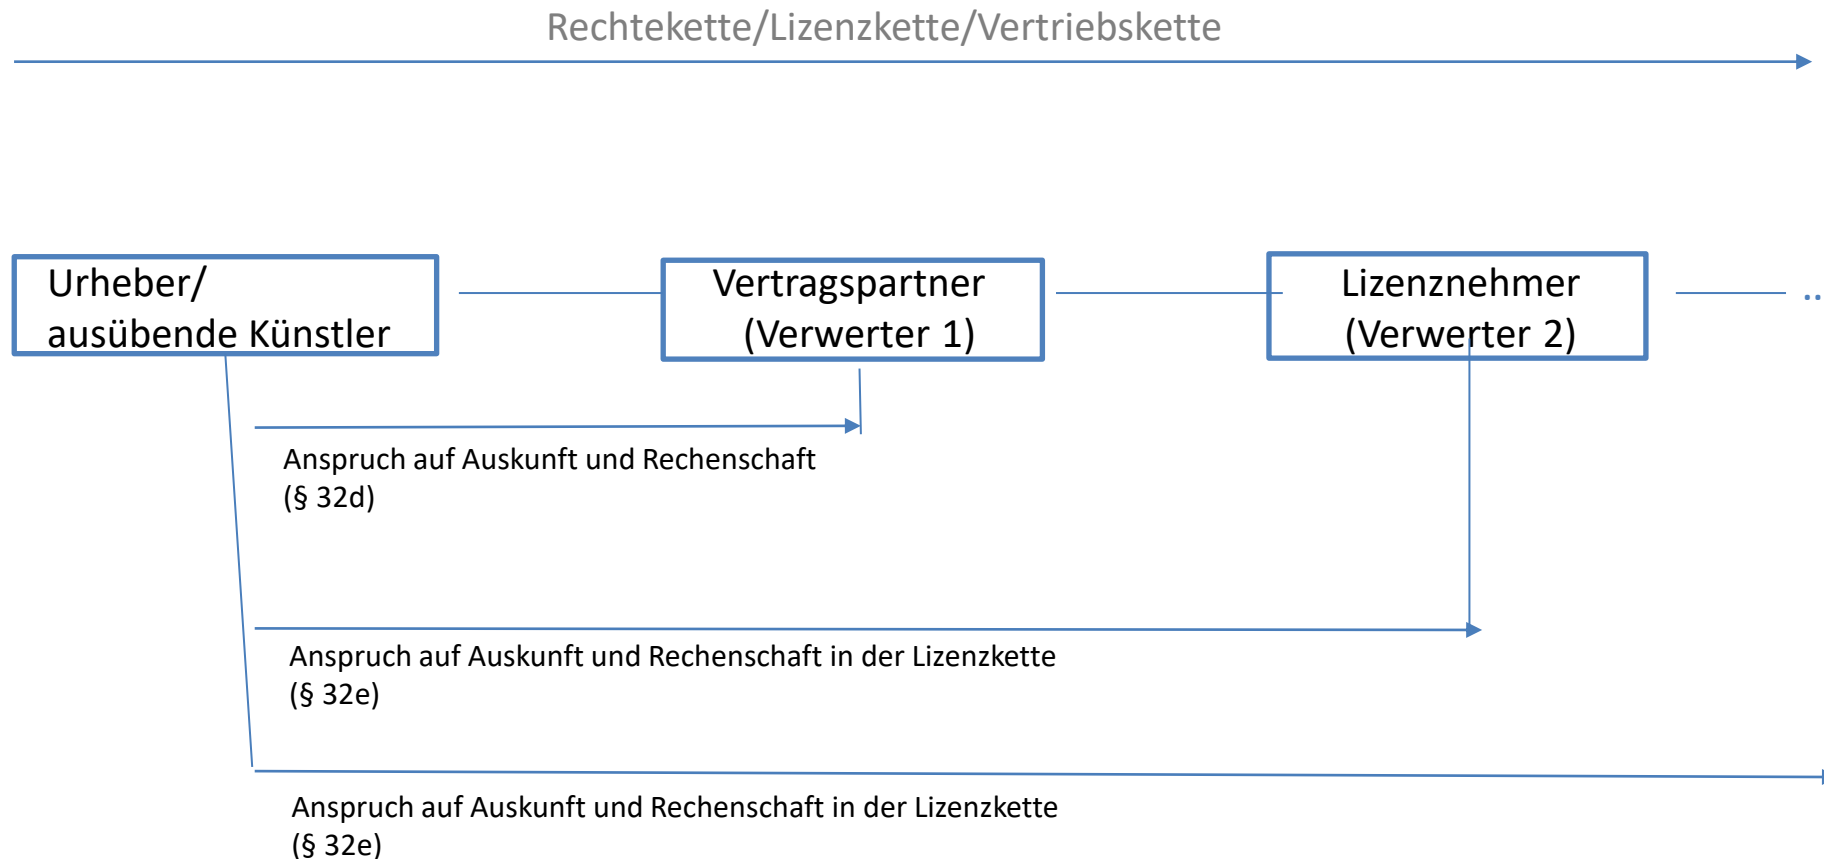 Rechtekette/Lizenzkette/Vertriebskette
Urheber/
ausübende Künstler
Vertragspartner
(Verwerter 1)
Lizenznehmer
(Verwerter 2)
..
Anspruch auf Auskunft und Rechenschaft
(§ 32d)
Anspruch auf Auskunft und Rechenschaft in der Lizenzkette
(§ 32e)
Anspruch auf Auskunft und Rechenschaft in der Lizenzkette
(§ 32e)